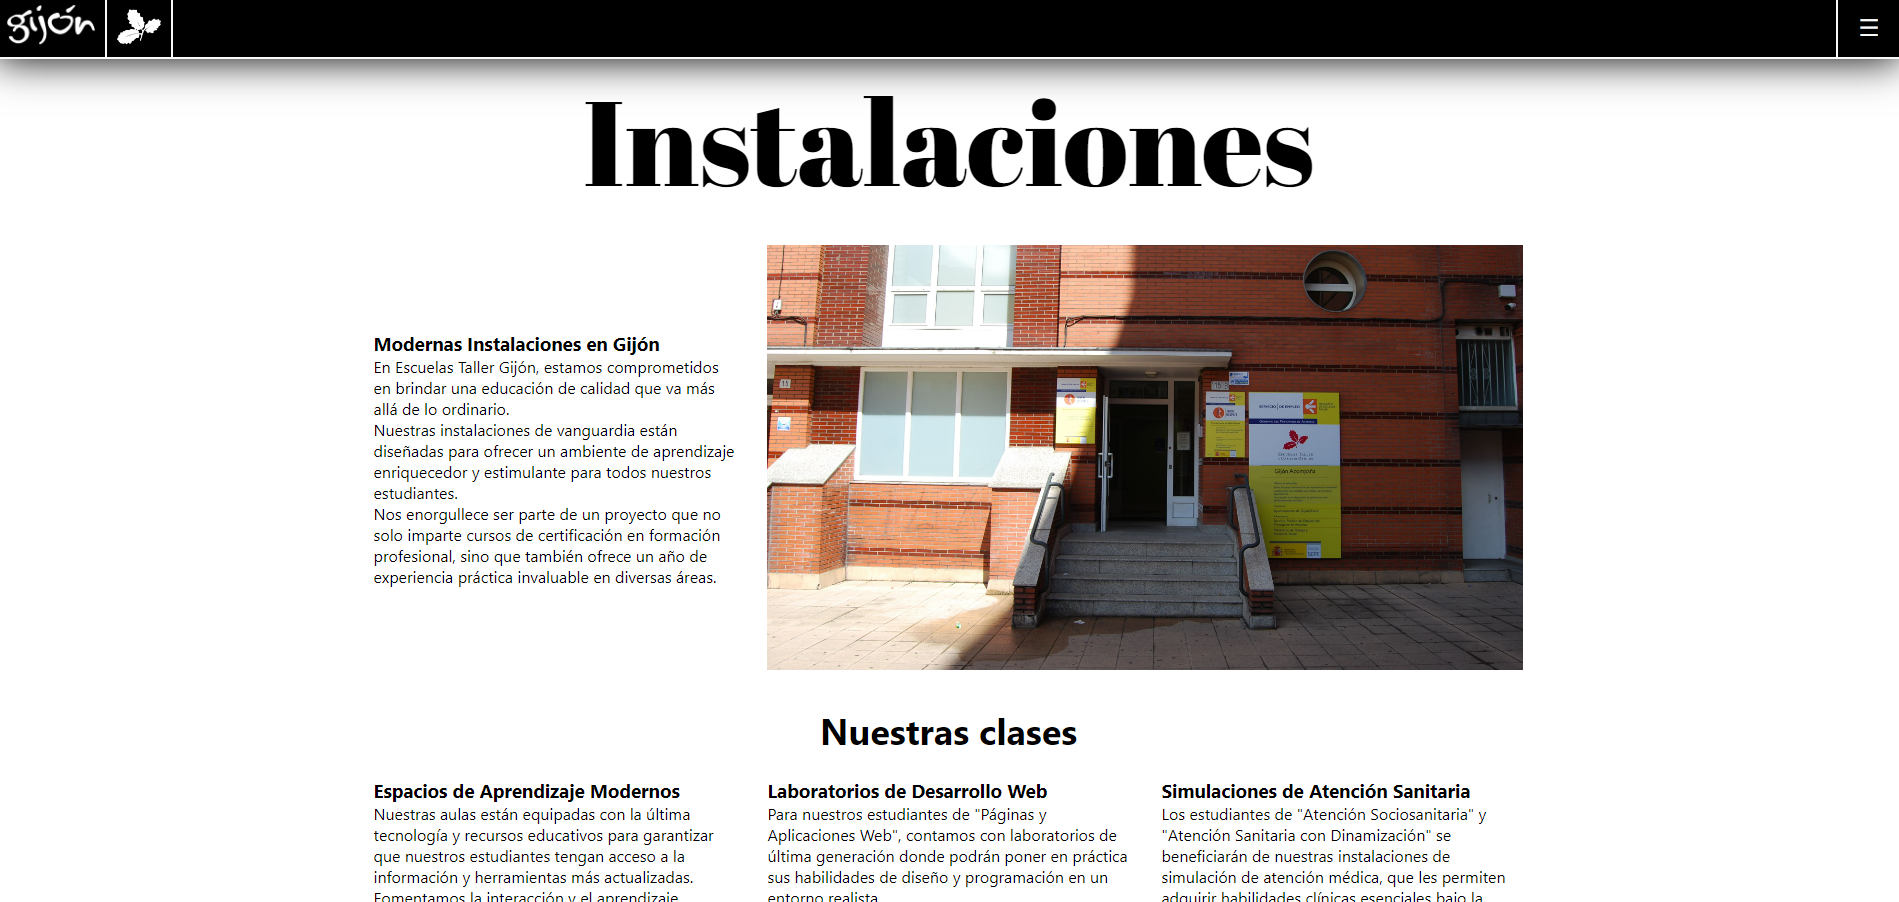 gijón
Instalaciones
Modernas Instalaciones en Gijón
En Escuelas Taller Gijón, estamos comprometidos
en brindar una educación de calidad que va más
allá de lo ordinario.
Nuestras instalaciones de vanguardia están
diseñadas para ofrecer un ambiente de aprendizaje
enriquecedor y estimulante para todos nuestros
estudiantes.
Nos enorgullece ser parte de un proyecto que no
solo imparte cursos de certificación en formación
profesional, sino que también ofrece un año de
experiencia práctica invaluable en diversas áreas.
Gijón Acompaña
Nuestras clases
Espacios de Aprendizaje Modernos
Nuestras aulas están equipadas con la última
tecnología y recursos educativos para garantizar
que nuestros estudiantes tengan acceso a la
información y herramientas más actualizadas.
Fomentamos la interacción y el aprendizaje
Laboratorios de Desarrollo Web
Para nuestros estudiantes de "Páginas y
Aplicaciones Web", contamos con laboratorios de
última generación donde podrán poner en práctica
sus habilidades de diseño y programación en un
entorno realista.
Simulaciones de Atención Sanitaria
Los estudiantes de "Atención Sociosanitaria" y
"Atención Sanitaria con Dinamización" se
beneficiarán de nuestras instalaciones de
simulación de atención médica, que les permiten
adquirir habilidades clínicas esenciales bajo la